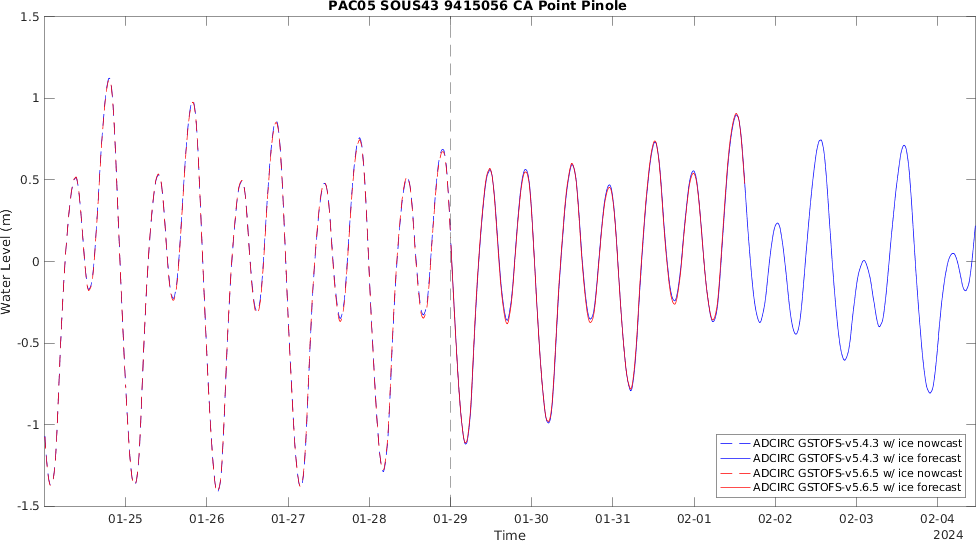 PAC05 SOUS43 9415056 CA Point Pinole
1.5
1
0.5
0
-0.5
-1
-1.5
Water Level (m)
01-25 01-26 01-27 01-28 01-29 01-30 01-31 02-01 02-02 02-03 02-04
Time
2024
ADCIRC GSTOFS-v5.4.3 w/ ice nowcast
ADCIRC GSTOFS-v5.4.3 w/ ice forecast
ADCIRC GSTOFS-v5.6.5 w/ ice nowcast
ADCIRC GSTOFS-v5.6.5 w/ ice forecast